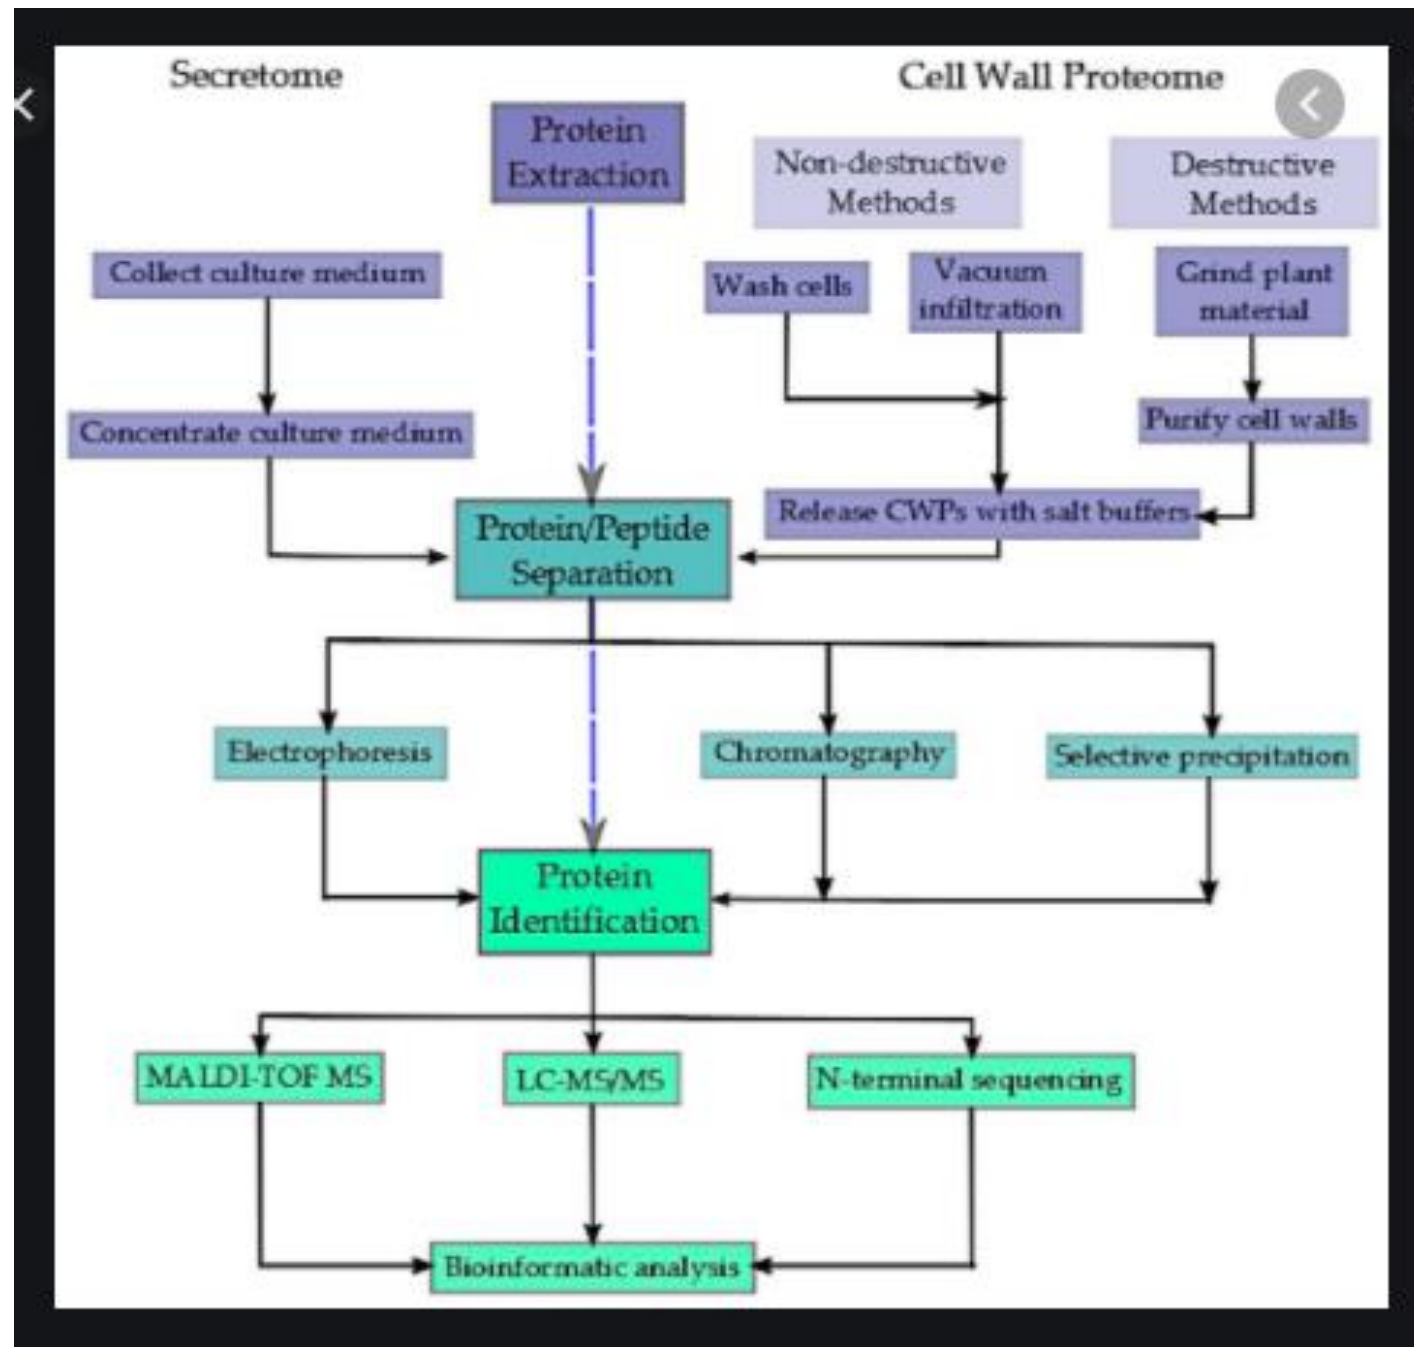 Secretome
Cell Wall Proteome
Protein
Extraction
Non-destructive
Methods
Destructive
Methods
Collect culture medium
Wash cells
Vacuum
infiltration
Grind plant
material
Concentrate culture medium
Purify cell walls
Release CWPs with salt buffers
Protein/Peptide
Separation
Electrophoresis
Chromatography
Selective precipitation
Protein
Identification
MALDI-TOF MS
LC-MS/MS
N-terminal sequencing
Bioinformatic analysis